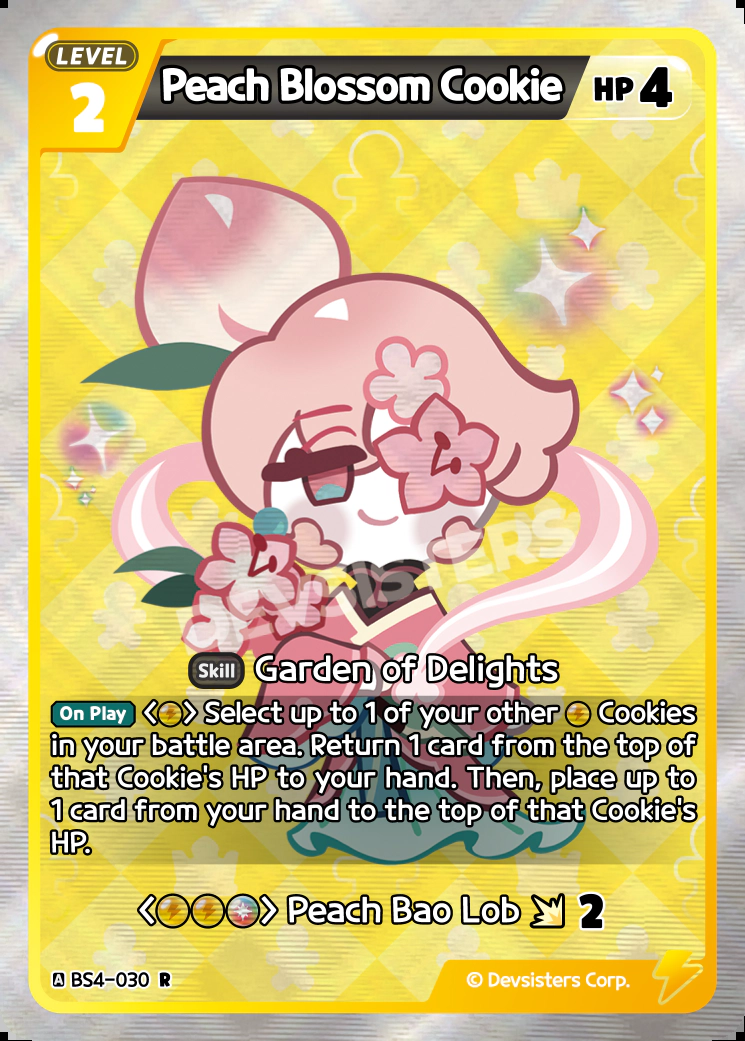 LEVEL
2
Peach Blossom Cookie
HP 4
DEVSISTERS
Skill Garden of Delights
On Play < > Select up to 1 of your other Cookies
in your battle area. Return 1 card from the top of
that Cookie's HP to your hand. Then, place up to
1 card from your hand to the top of that Cookie's
HP.
< > Peach Bao Lob 2
A BS4-030 R
© Devsisters Corp.